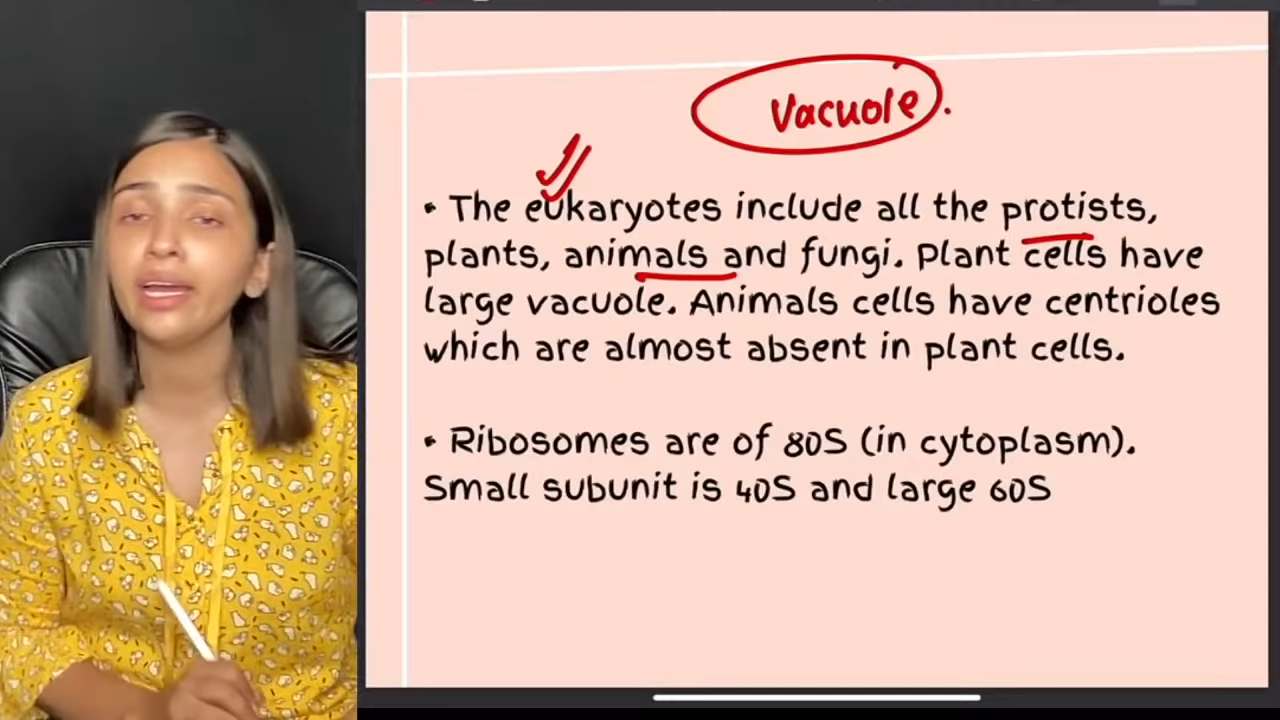 Vacuole.
• The eukaryotes include all the protists,
plants, animals and fungi. Plant cells have
large vacuole. Animals cells have centrioles
which are almost absent in plant cells.
• Ribosomes are of 80S (in cytoplasm).
Small subunit is 40S and large 60S